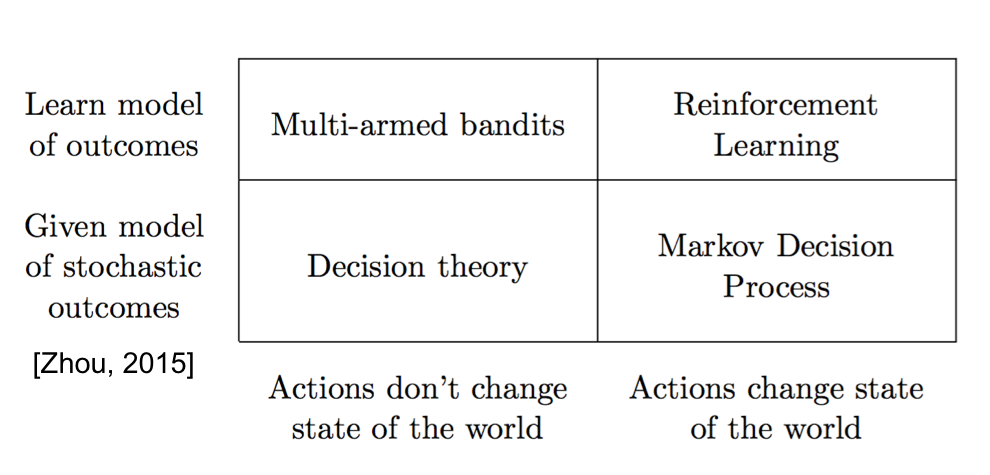 Learn model
of outcomes
Multi-armed bandits
Reinforcement
Learning
Given model
of stochastic
outcomes
Decision theory
Markov Decision
Process
[Zhou, 2015]
Actions don't change
state of the world
Actions change state
of the world